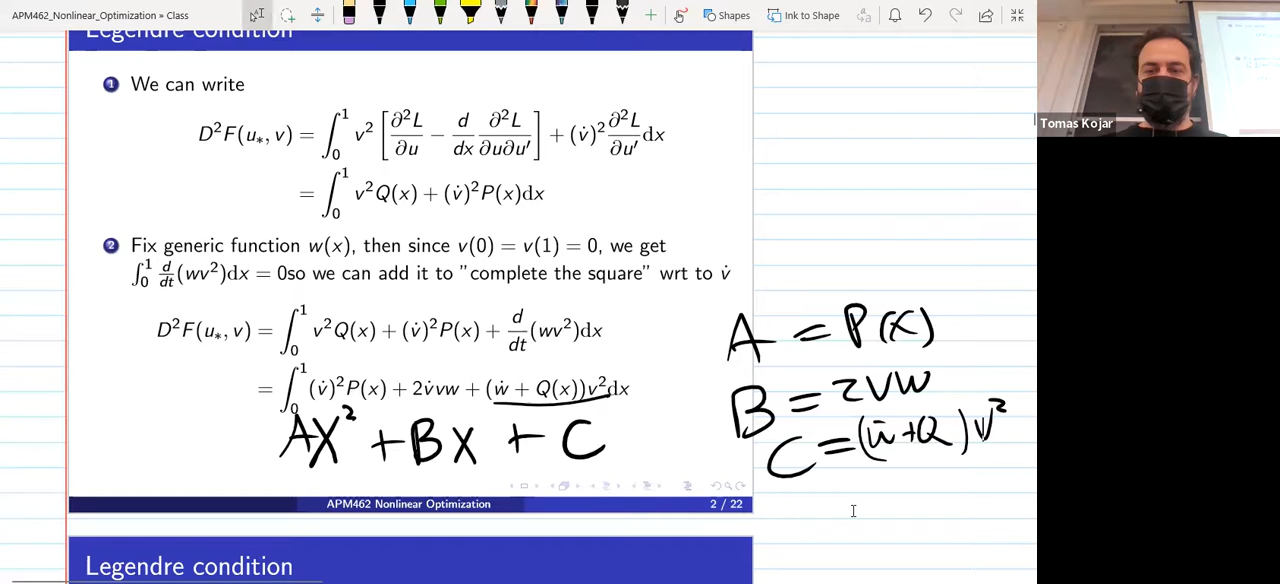 APM462_Nonlinear_Optimization » Class
Shapes
Ink to Shape
Tomas Kojar
Legendre condition
1 We can write
D²F(u_*, v) = ∫₀¹ v² [∂²L/∂u − d/dx ∂²L/∂u∂u′] + (v̇)² ∂²L/∂u′ dx
= ∫₀¹ v²Q(x) + (v̇)²P(x)dx
2 Fix generic function w(x), then since v(0) = v(1) = 0, we get
∫₀¹ d/dt (wv²)dx = 0so we can add it to "complete the square" wrt to v̇
D²F(u_*, v) = ∫₀¹ v²Q(x) + (v̇)²P(x) + d/dt (wv²)dx
= ∫₀¹ (v̇)²P(x) + 2v̇vw + (ẇ + Q(x))v²dx
AX² + BX + C
A = P(x)
B = 2vw
C = (ẇ + Q)v²
APM462 Nonlinear Optimization
2 / 22
Legendre condition